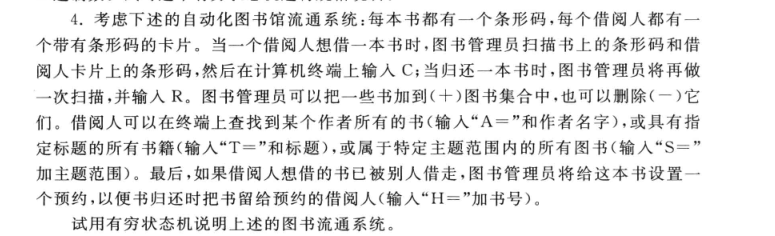 4. 考虑下述的自动化图书馆流通系统:每本书都有一个条形码,每个借阅人都有一
个带有条形码的卡片。当一个借阅人想借一本书时,图书管理员扫描书上的条形码和借
阅人卡片上的条形码,然后在计算机终端上输入 C;当归还一本书时,图书管理员将再做
一次扫描,并输入 R。图书管理员可以把一些书加到(+)图书集合中,也可以删除(-)它
们。借阅人可以在终端上查找到某个作者所有的书(输入“A=”和作者名字),或具有指
定标题的所有书籍(输入“T=”和标题),或属于特定主题范围内的所有图书(输入“S=”
加主题范围)。最后,如果借阅人想借的书已被别人借走,图书管理员将给这本书设置一
个预约,以便书归还时把书留给预约的借阅人(输入“H=”加书号)。
试用有穷状态机说明上述的图书流通系统。